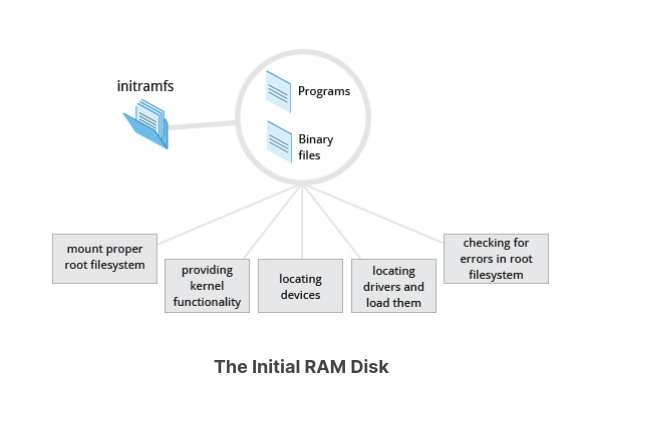 initramfs
Programs
Binary
files
mount proper
root filesystem
providing
kernel
functionality
locating
devices
locating
drivers and
load them
checking for
errors in root
filesystem
The Initial RAM Disk